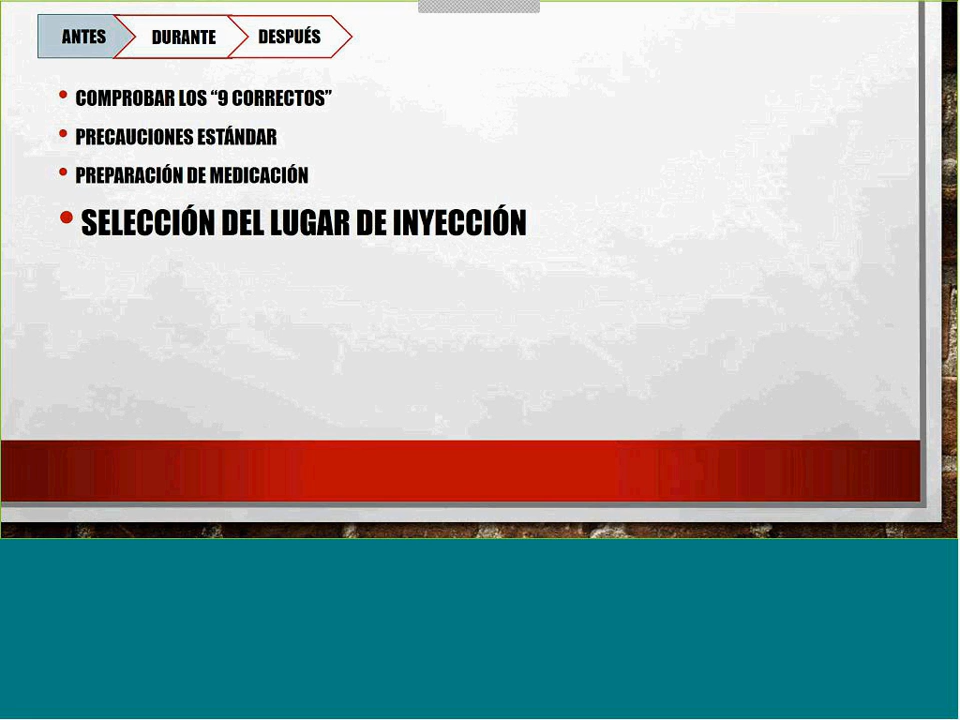 ANTES DURANTE DESPUÉS
• COMPROBAR LOS “9 CORRECTOS”
• PRECAUCIONES ESTÁNDAR
• PREPARACIÓN DE MEDICACIÓN
• SELECCIÓN DEL LUGAR DE INYECCIÓN